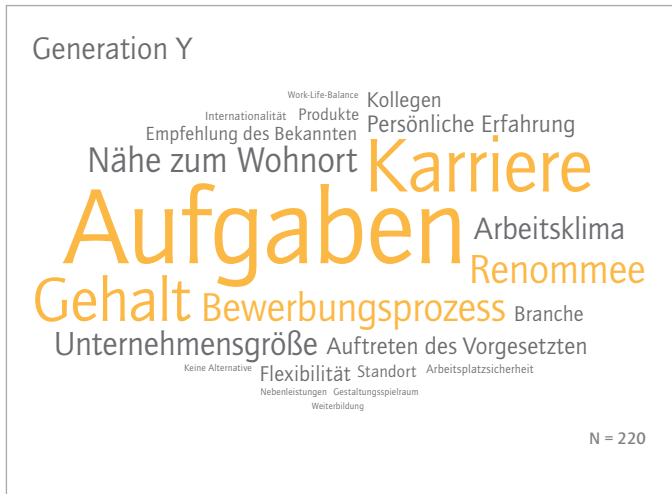 Generation Y
Work-Life-Balance Kollegen
Internationalität Produkte
Empfehlung des Bekannten Persönliche Erfahrung
Nähe zum Wohnort Karriere
Aufgaben Arbeitsklima
Renommee
Gehalt Bewerbungsprozess Branche
Unternehmensgröße Auftreten des Vorgesetzten
Keine Alternative Flexibilität Standort Arbeitsplatzsicherheit
Nebenleistungen Gestaltungsspielraum
Weiterbildung
N = 220